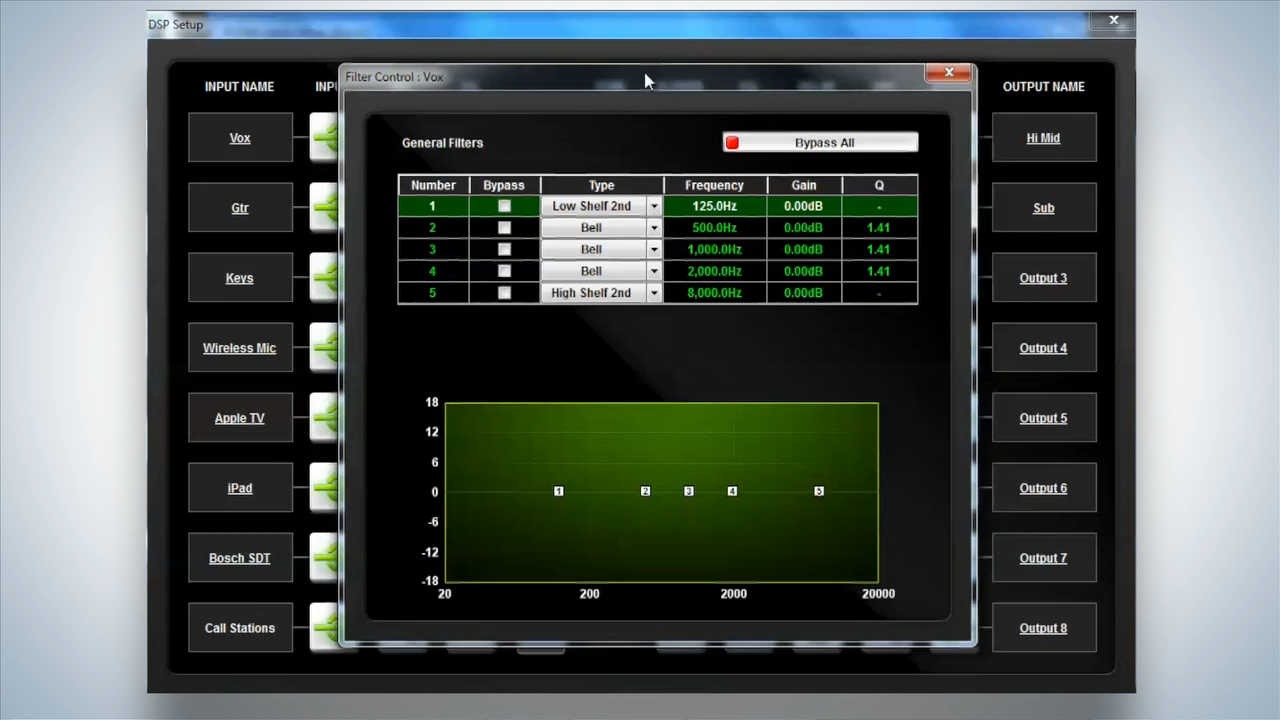 DSP Setup
Filter Control : Vox
INPUT NAME
INPU
OUTPUT NAME
General Filters
Bypass All
Number Bypass Type Frequency Gain Q
1 Low Shelf 2nd 125.0Hz 0.00dB -
2 Bell 500.0Hz 0.00dB 1.41
3 Bell 1,000.0Hz 0.00dB 1.41
4 Bell 2,000.0Hz 0.00dB 1.41
5 High Shelf 2nd 8,000.0Hz 0.00dB -
Vox
Gtr
Keys
Wireless Mic
Apple TV
iPad
Bosch SDT
Call Stations
18
12
6
0
-6
-12
-18
1 2 3 4 5
20 200 2000 20000
Hi Mid
Sub
Output 3
Output 4
Output 5
Output 6
Output 7
Output 8